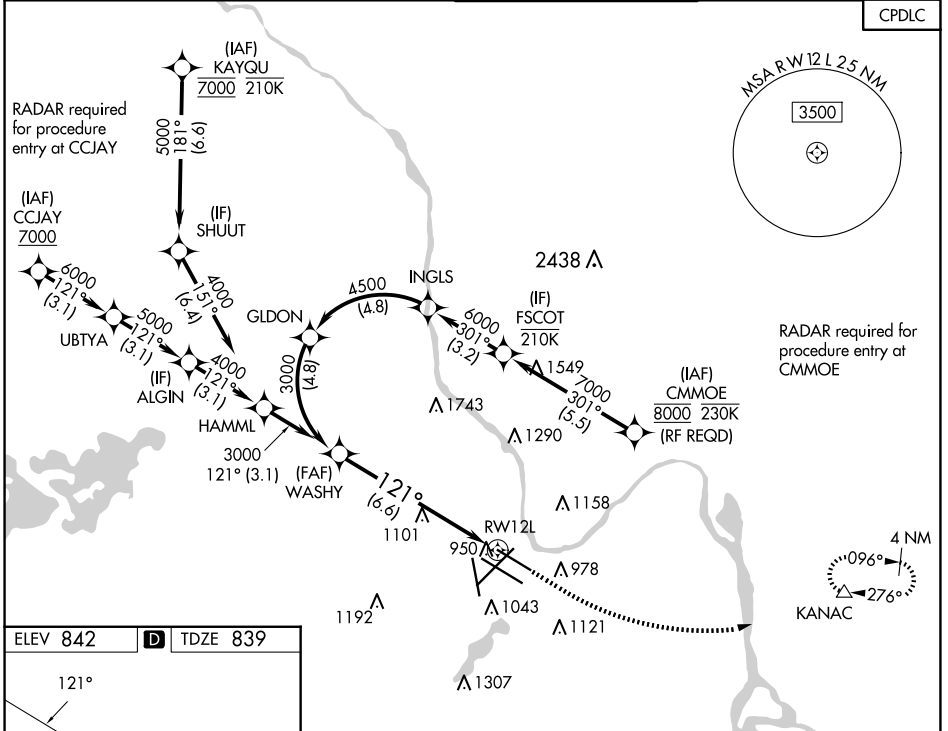 CPDLC
(IAF)
KAYQU
7000 210K
MSA RW 12 L 25 NM
3500
RADAR required
for procedure
entry at CCJAY
5000
181°
(6.6)
(IAF)
CCJAY
7000
(IF)
SHUUT
6000
121°
(3.1)
UBTYA
5000
121°
(3.1)
4000
151°
(6.4)
(IF)
ALGIN
4000
121°
(3.1)
HAMML
3000
121° (3.1)
GLDON
4500
(4.8)
INGLS
3000
(4.8)
2438
(IF)
FSCOT
210K
6000
301°
(3.2)
1549
7000
301°
(5.5)
RADAR required for
procedure entry at
CMMOE
(IAF)
CMMOE
8000 230K
(RF REQD)
1743
1290
(FAF)
WASHY
121°
(6.6)
1101
1158
RW12L
950
978
1043
1121
1192
1307
4 NM
096°
276°
KANAC
ELEV 842 D TDZE 839
121°